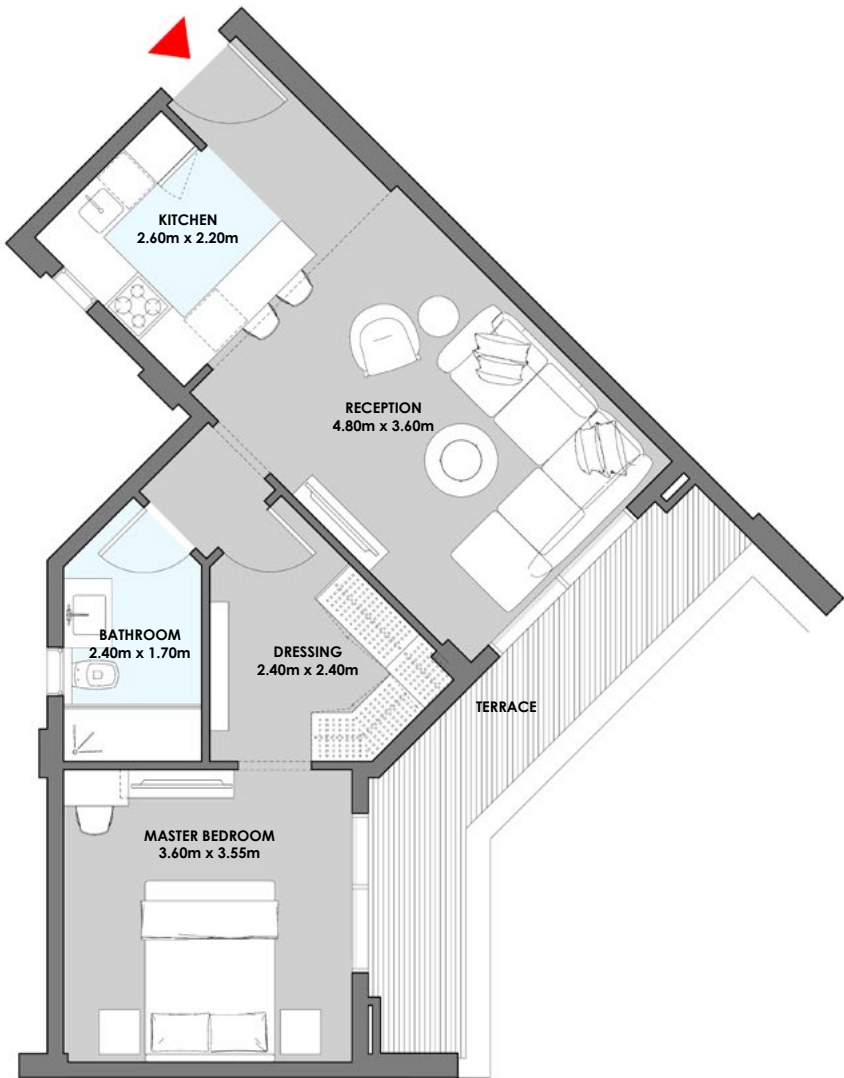 KITCHEN
2.60m x 2.20m
RECEPTION
4.80m x 3.60m
BATHROOM
2.40m x 1.70m
DRESSING
2.40m x 2.40m
TERRACE
MASTER BEDROOM
3.60m x 3.55m